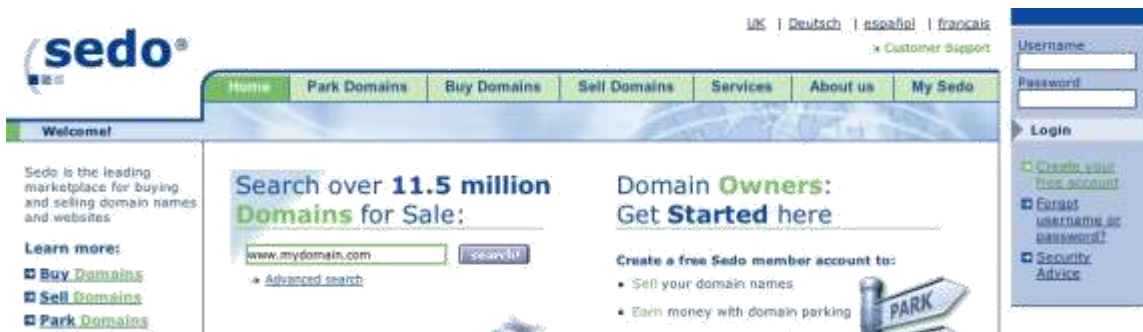 UK | Deutsch | español | français
sedo®
Customer Support
Home Park Domains Buy Domains Sell Domains Services About us My Sedo
Welcome!
Sedo is the leading
marketplace for buying
and selling domain names
and websites
Learn more:
Buy Domains
Sell Domains
Park Domains
Search over 11.5 million
Domains for Sale:
www.mydomain.com search!
Advanced search
Domain Owners:
Get Started here
Create a free Sedo member account to:
Sell your domain names
Earn money with domain parking
PARK
Username
Password
Login
Create your
free account
Forgot
username or
password?
Security
Advice